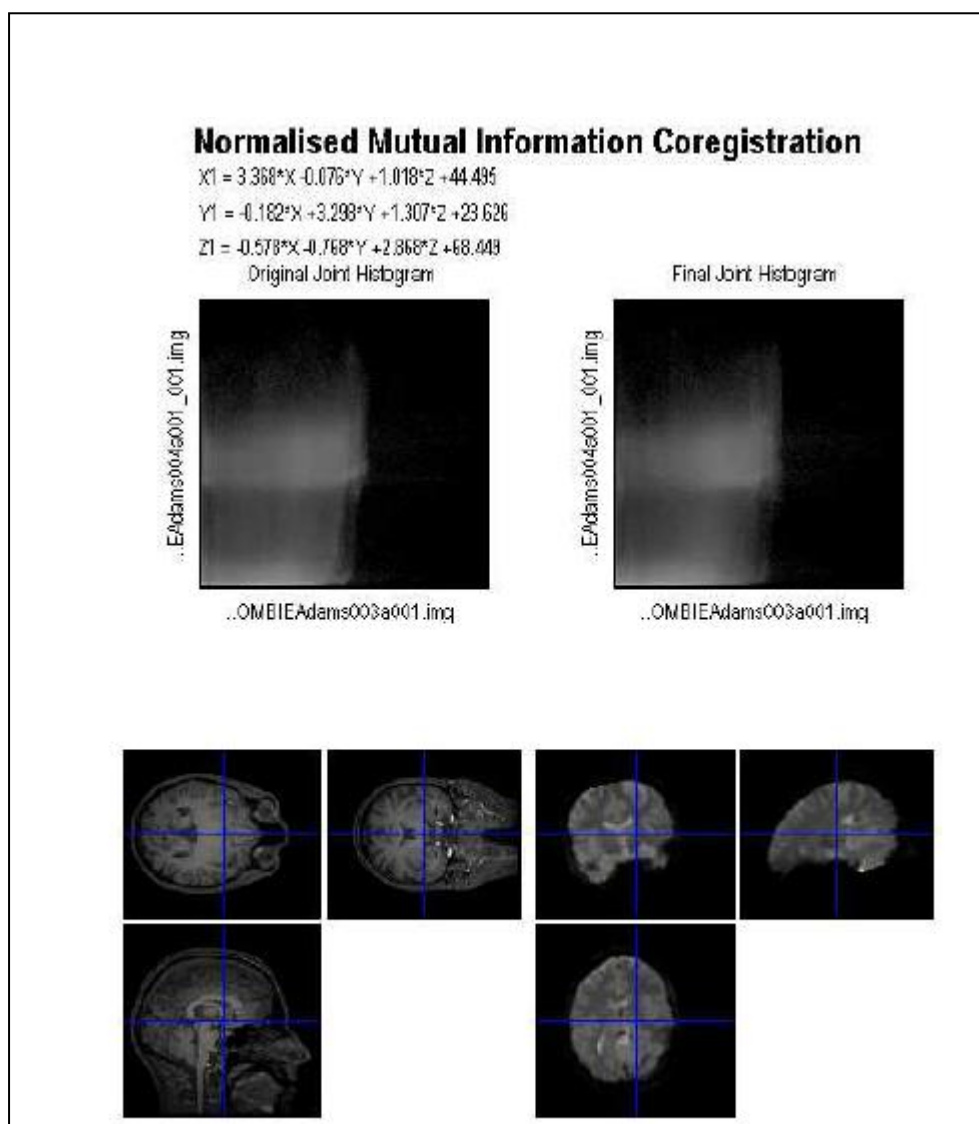 Normalised Mutual Information Coregistration
X1 = 3.368*X -0.076*Y +1.018*Z +44.495
Y1 = -0.182*X +3.298*Y +1.307*Z +23.626
Z1 = -0.578*X -0.768*Y +2.868*Z +68.449
Original Joint Histogram
Final Joint Histogram
..EAdams004a001_001.img
..EAdams004a001_001.img
..OMBIEAdams003a001.img
..OMBIEAdams003a001.img